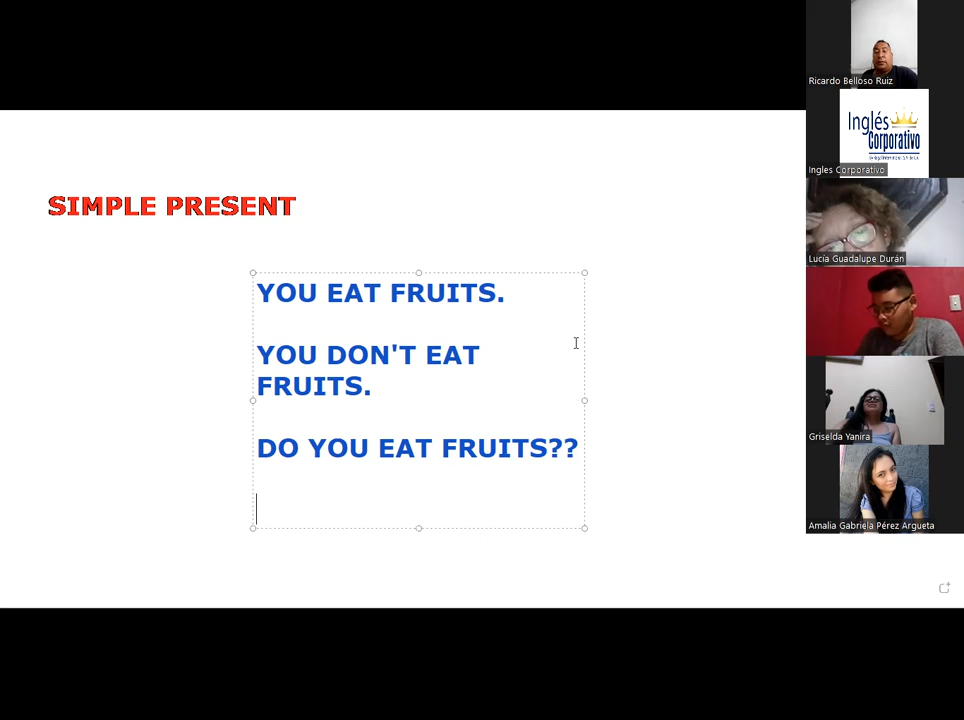 SIMPLE PRESENT
YOU EAT FRUITS.
YOU DON'T EAT
FRUITS.
DO YOU EAT FRUITS??
Ricardo Belloso Ruiz
Inglés
Corporativo
Ingles Corporativo
Lucía Guadalupe Durán
Griselda Yanira
Amalia Gabriela Pérez Argueta